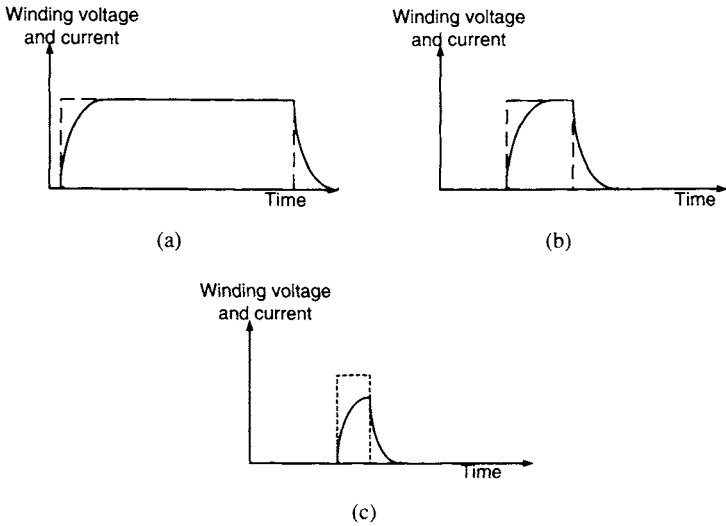 Winding voltage
and current
Time
(a)
Winding voltage
and current
Time
(b)
Winding voltage
and current
Time
(c)